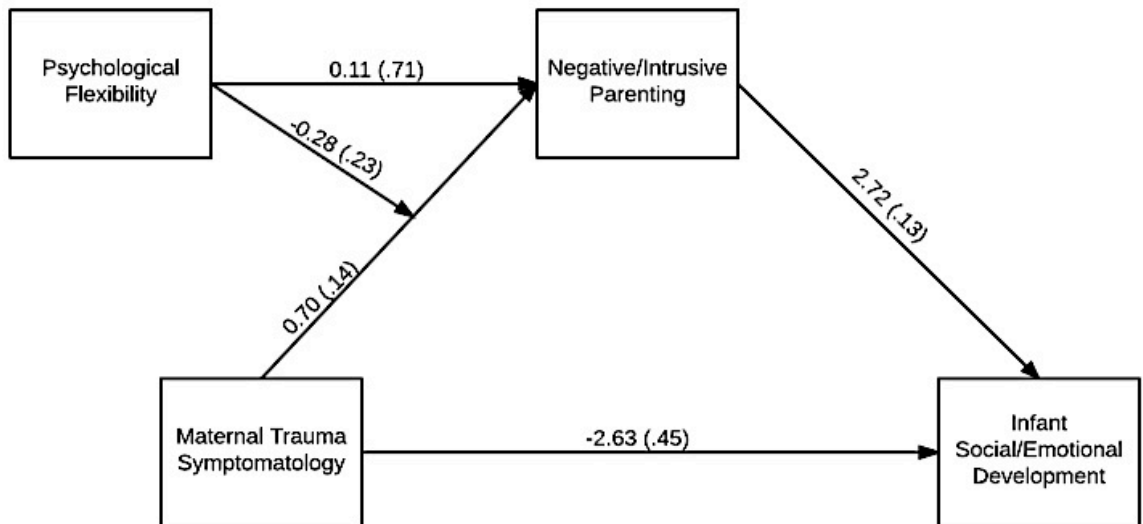 Psychological
Flexibility
0.11 (.71)
Negative/Intrusive
Parenting
-0.28 (.23)
2.72 (.13)
0.70 (.14)
Maternal Trauma
Symptomatology
-2.63 (.45)
Infant
Social/Emotional
Development